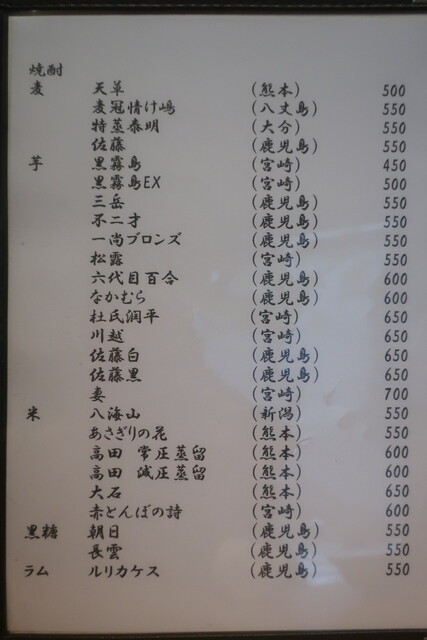 焼酎
麦 天草 (熊本) 500
麦冠情け嶋 (八丈島) 550
特蒸泰明 (大分) 550
佐藤 (鹿児島) 550
芋 黒霧島 (宮崎) 450
黒霧島EX (宮崎) 500
三岳 (鹿児島) 550
不二才 (鹿児島) 550
一尚ブロンズ (鹿児島) 550
松露 (宮崎) 550
六代目百合 (鹿児島) 600
なかむら (鹿児島) 600
杜氏潤平 (宮崎) 650
川越 (宮崎) 650
佐藤白 (鹿児島) 650
佐藤黒 (鹿児島) 650
妻 (宮崎) 700
米 八海山 (新潟) 550
あさぎりの花 (熊本) 550
高田 常圧蒸留 (熊本) 600
高田 減圧蒸留 (熊本) 600
大石 (熊本) 650
赤とんぼの詩 (宮崎) 600
黒糖 朝日 (鹿児島) 550
長雲 (鹿児島) 550
ラム ルリカケス (鹿児島) 550